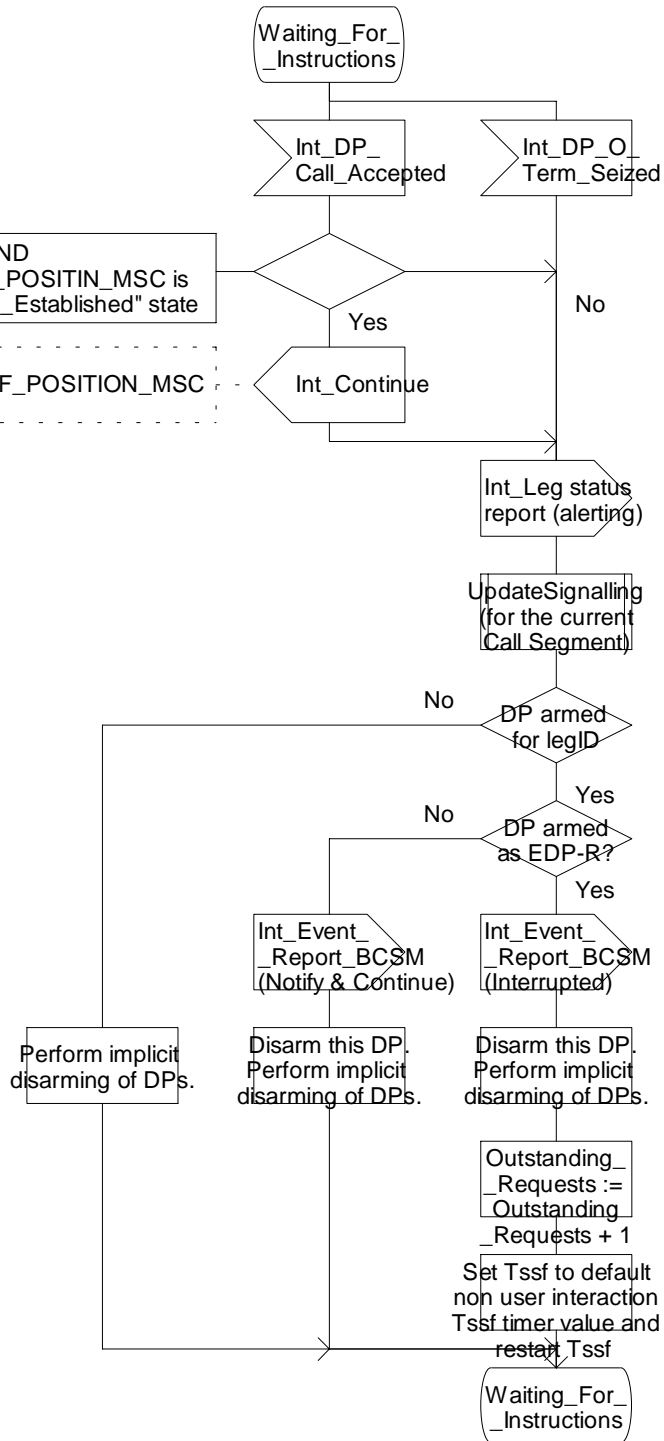 Waiting_For_
_Instructions
Int_DP_
Call_Accepted
Int_DP_O_
Term_Seized
ND
_POSITIN_MSC is
_Established" state
No
Yes
F_POSITION_MSC
Int_Continue
Int_Leg status
report (alerting)
UpdateSignalling
(for the current
Call Segment)
No
DP armed
for legID
Yes
No
DP armed
as EDP-R?
Yes
Int_Event_
_Report_BCSM
(Notify & Continue)
Int_Event_
_Report_BCSM
(Interrupted)
Perform implicit
disarming of DPs.
Disarm this DP.
Perform implicit
disarming of DPs.
Disarm this DP.
Perform implicit
disarming of DPs.
Outstanding_
_Requests :=
Outstanding
_Requests + 1
Set Tssf to default
non user interaction
Tssf timer value and
restart Tssf
Waiting_For_
_Instructions